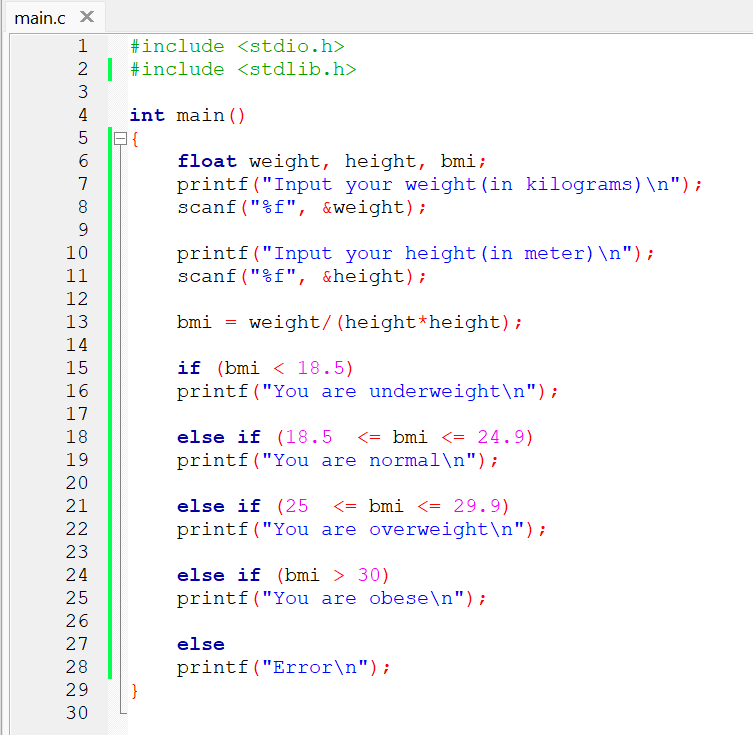 main.c ×
1 #include <stdio.h>
2 #include <stdlib.h>
3
4 int main()
5 {
6     float weight, height, bmi;
7     printf("Input your weight(in kilograms)\n");
8     scanf("%f", &weight);
9
10     printf("Input your height(in meter)\n");
11     scanf("%f", &height);
12
13     bmi = weight/(height*height);
14
15     if (bmi < 18.5)
16     printf("You are underweight\n");
17
18     else if (18.5  <= bmi <= 24.9)
19     printf("You are normal\n");
20
21     else if (25  <= bmi <= 29.9)
22     printf("You are overweight\n");
23
24     else if (bmi > 30)
25     printf("You are obese\n");
26
27     else
28     printf("Error\n");
29 }
30